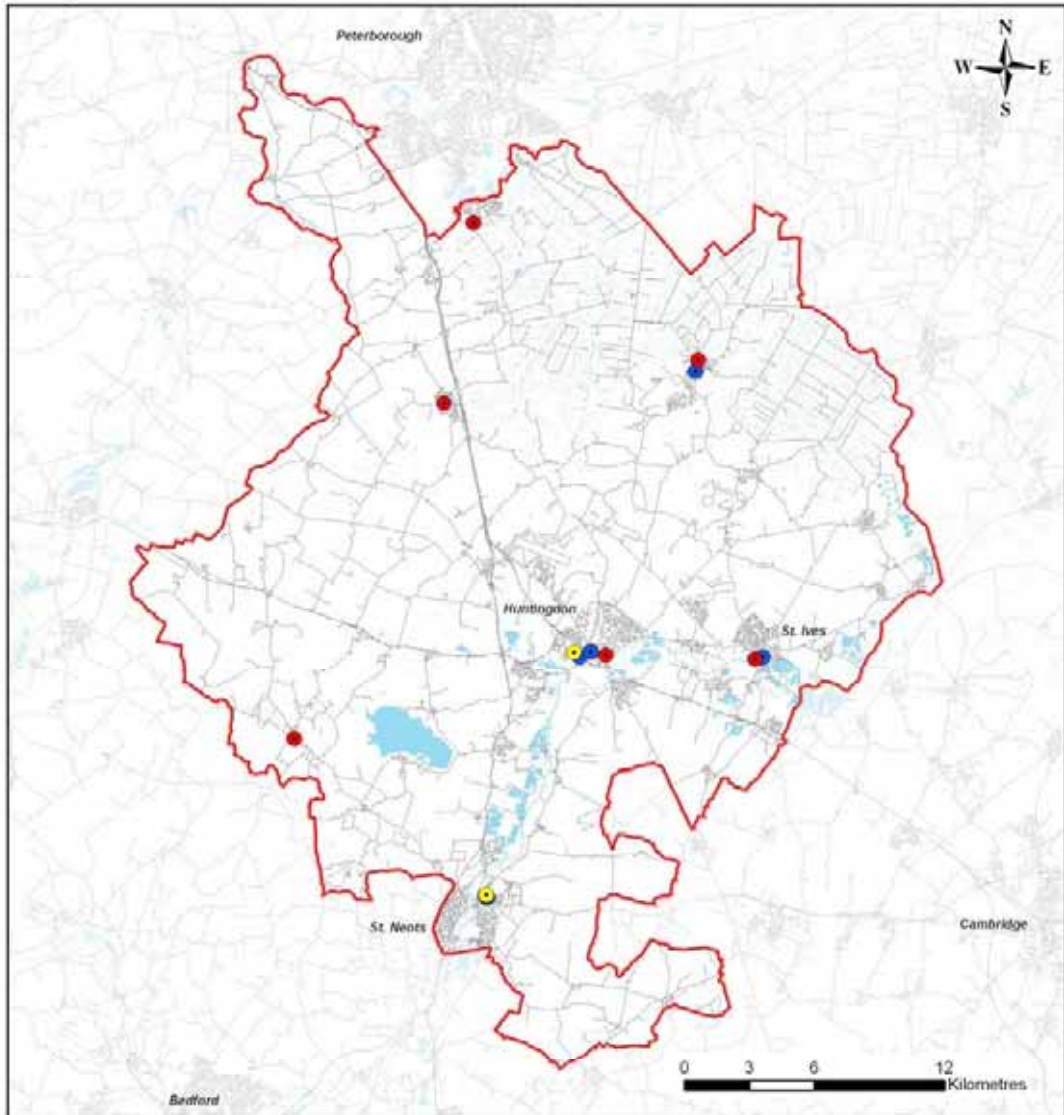 Peterborough
N
W E
S
Huntingdon
St. Ives
St. Neots
Cambridge
Bedford
0 3 6 12
Kilometres